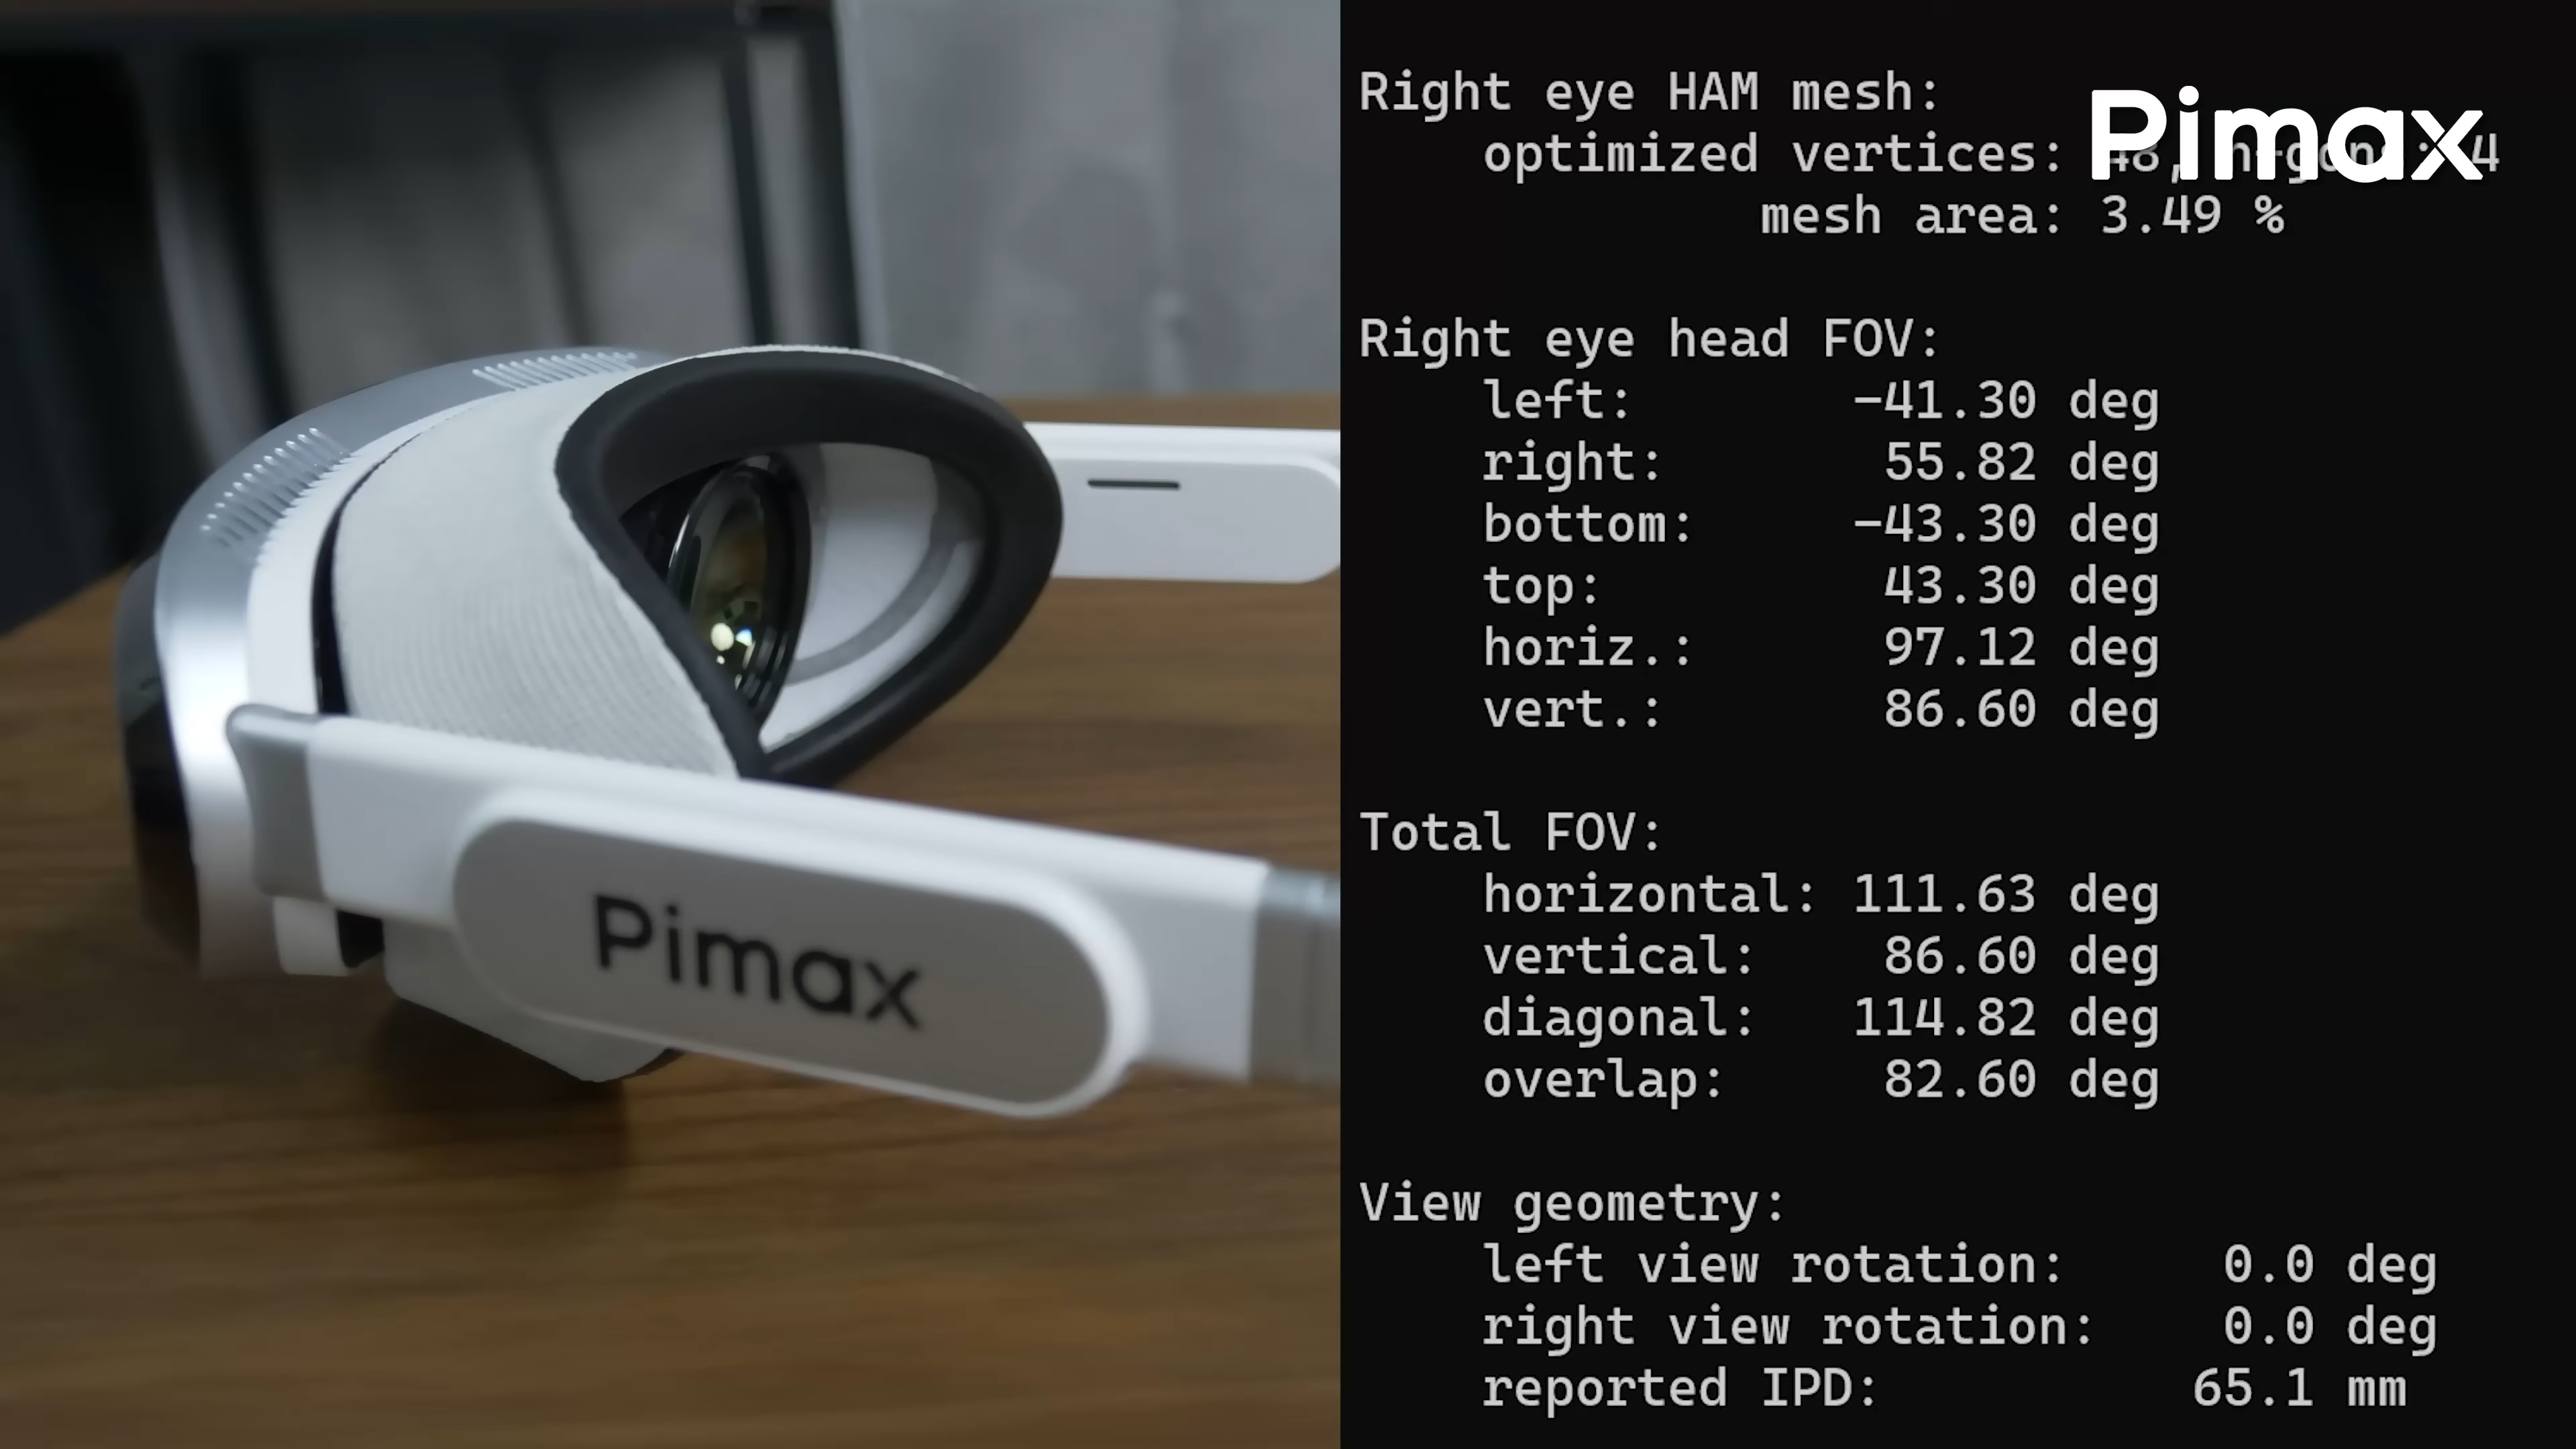 Pimax
Right eye HAM mesh:
optimized vertices: 48, n-gons: 4
mesh area: 3.49 %
Right eye head FOV:
left: -41.30 deg
right: 55.82 deg
bottom: -43.30 deg
top: 43.30 deg
horiz.: 97.12 deg
vert.: 86.60 deg
Total FOV:
horizontal: 111.63 deg
vertical: 86.60 deg
diagonal: 114.82 deg
overlap: 82.60 deg
View geometry:
left view rotation: 0.0 deg
right view rotation: 0.0 deg
reported IPD: 65.1 mm
Pimax